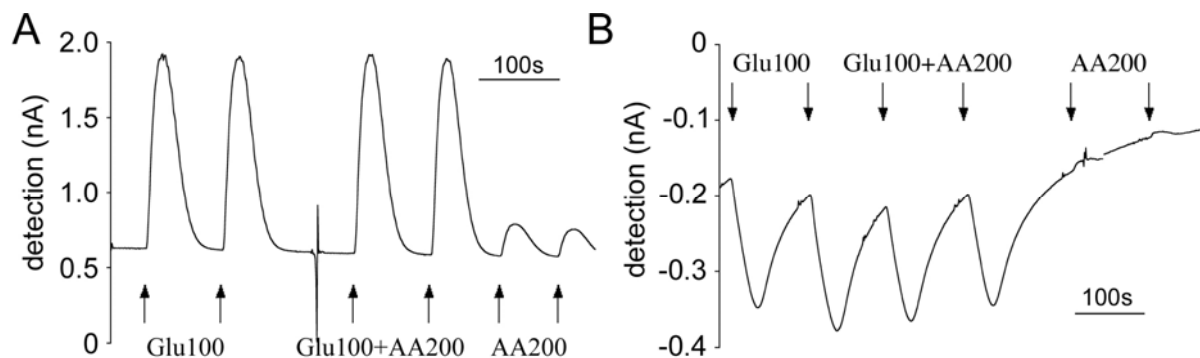 A
2.0
1.5
1.0
0.5
0
detection (nA)
100s
Glu100
Glu100+AA200
AA200
B
0
-0.1
-0.2
-0.3
-0.4
detection (nA)
Glu100
Glu100+AA200
AA200
100s